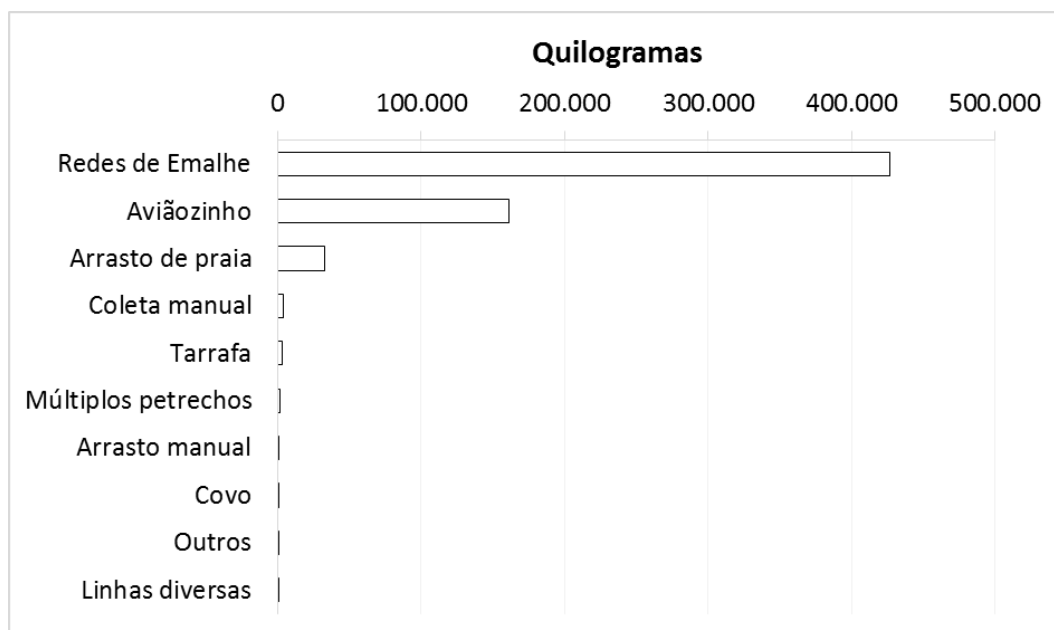 Quilogramas
0 100.000 200.000 300.000 400.000 500.000
Redes de Emalhe
Aviãozinho
Arrasto de praia
Coleta manual
Tarrafa
Múltiplos petrechos
Arrasto manual
Covo
Outros
Linhas diversas